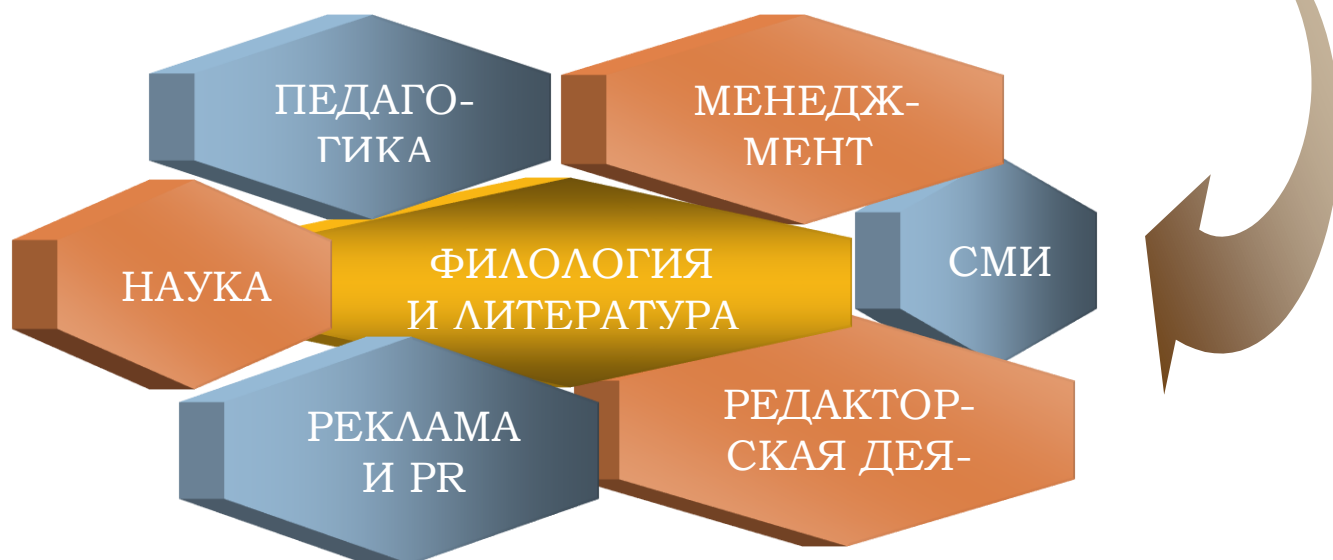 ПЕДАГО-
ГИКА
МЕНЕДЖ-
МЕНТ
НАУКА
ФИЛОЛОГИЯ
И ЛИТЕРАТУРА
СМИ
РЕКЛАМА
И PR
РЕДАКТОР-
СКАЯ ДЕЯ-